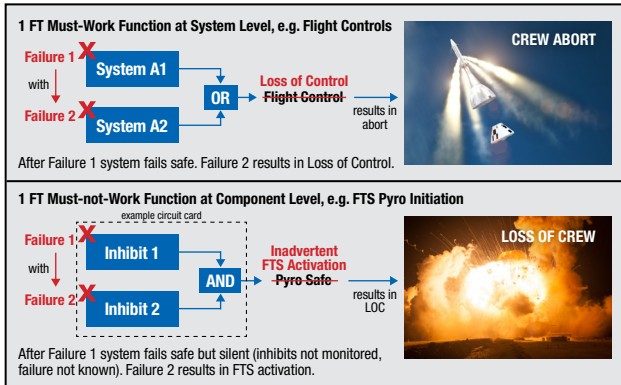 1 FT Must-Work Function at System Level, e.g. Flight Controls
Failure 1
X
System A1
with
Failure 2
X
System A2
OR
Loss of Control
Flight Control
results in
abort
CREW ABORT
After Failure 1 system fails safe. Failure 2 results in Loss of Control.
1 FT Must-not-Work Function at Component Level, e.g. FTS Pyro Initiation
example circuit card
Failure 1
X
Inhibit 1
with
Failure 2
X
Inhibit 2
AND
Inadvertent
FTS Activation
Pyro Safe
results in
LOC
LOSS OF CREW
After Failure 1 system fails safe but silent (inhibits not monitored,
failure not known). Failure 2 results in FTS activation.